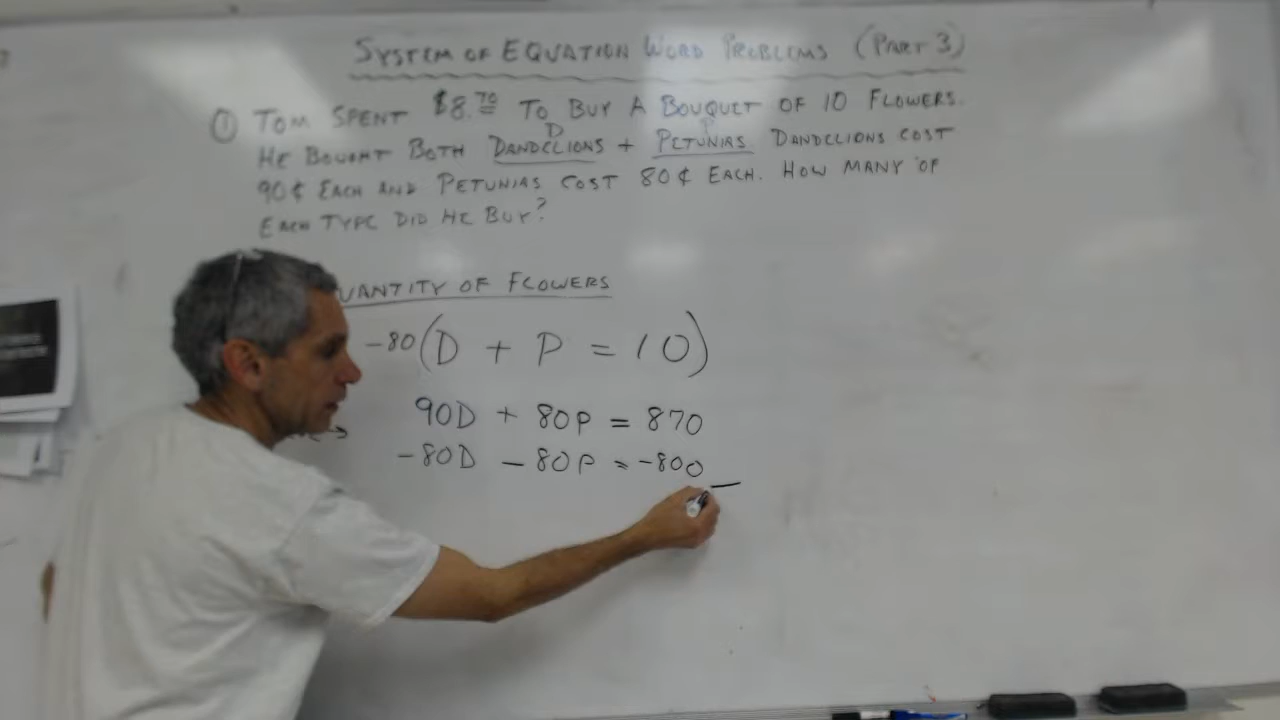 SYSTEM OF EQUATION WORD PROBLEMS (PART 3)
① TOM SPENT $8.70 TO BUY A BOUQUET OF 10 FLOWERS.
D P
HE BOUGHT BOTH DANDELIONS + PETUNIAS DANDELIONS COST
90¢ EACH AND PETUNIAS COST 80¢ EACH. HOW MANY OF
EACH TYPE DID HE BUY?
UANTITY OF FLOWERS
-80(D + P = 10)
90D + 80P = 870
-80D - 80P = -800